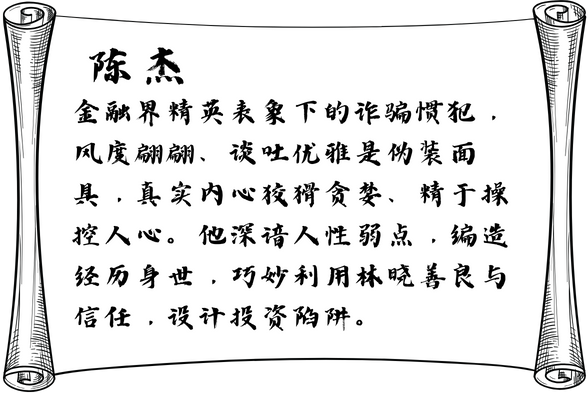 陈杰
金融界精英表象下的诈骗惯犯，
风度翩翩、谈吐优雅是伪装面
具，真实内心狡猾贪婪、精于操
控人心。他深谙人性弱点，编造
经历身世，巧妙利用林晓善良与
信任，设计投资陷阱。